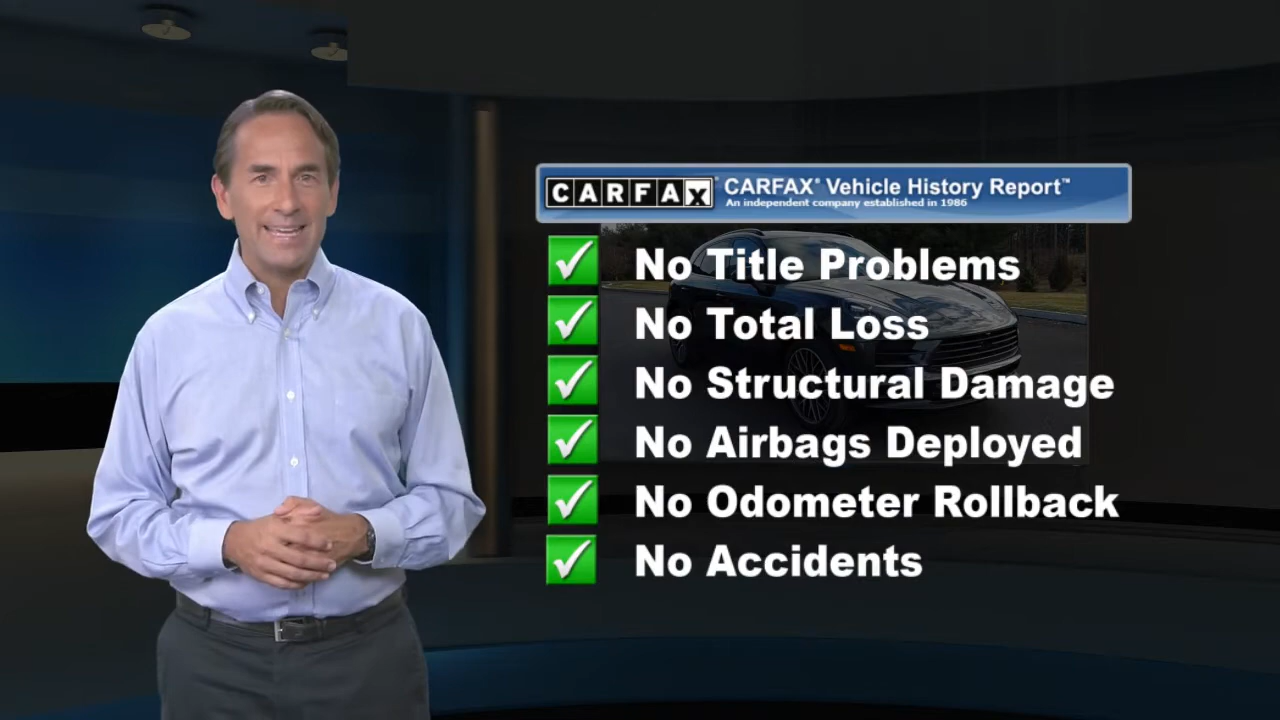 CARFAX® CARFAX® Vehicle History Report™
An independent company established in 1986
No Title Problems
No Total Loss
No Structural Damage
No Airbags Deployed
No Odometer Rollback
No Accidents